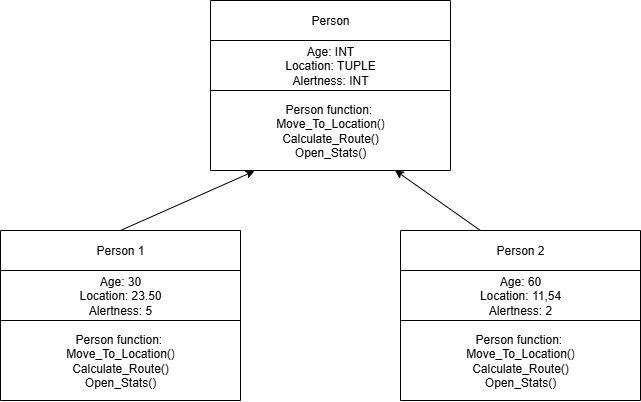 Person
Age: INT
Location: TUPLE
Alertness: INT
Person function:
Move_To_Location()
Calculate_Route()
Open_Stats()
Person 1
Age: 30
Location: 23.50
Alertness: 5
Person function:
Move_To_Location()
Calculate_Route()
Open_Stats()
Person 2
Age: 60
Location: 11,54
Alertness: 2
Person function:
Move_To_Location()
Calculate_Route()
Open_Stats()